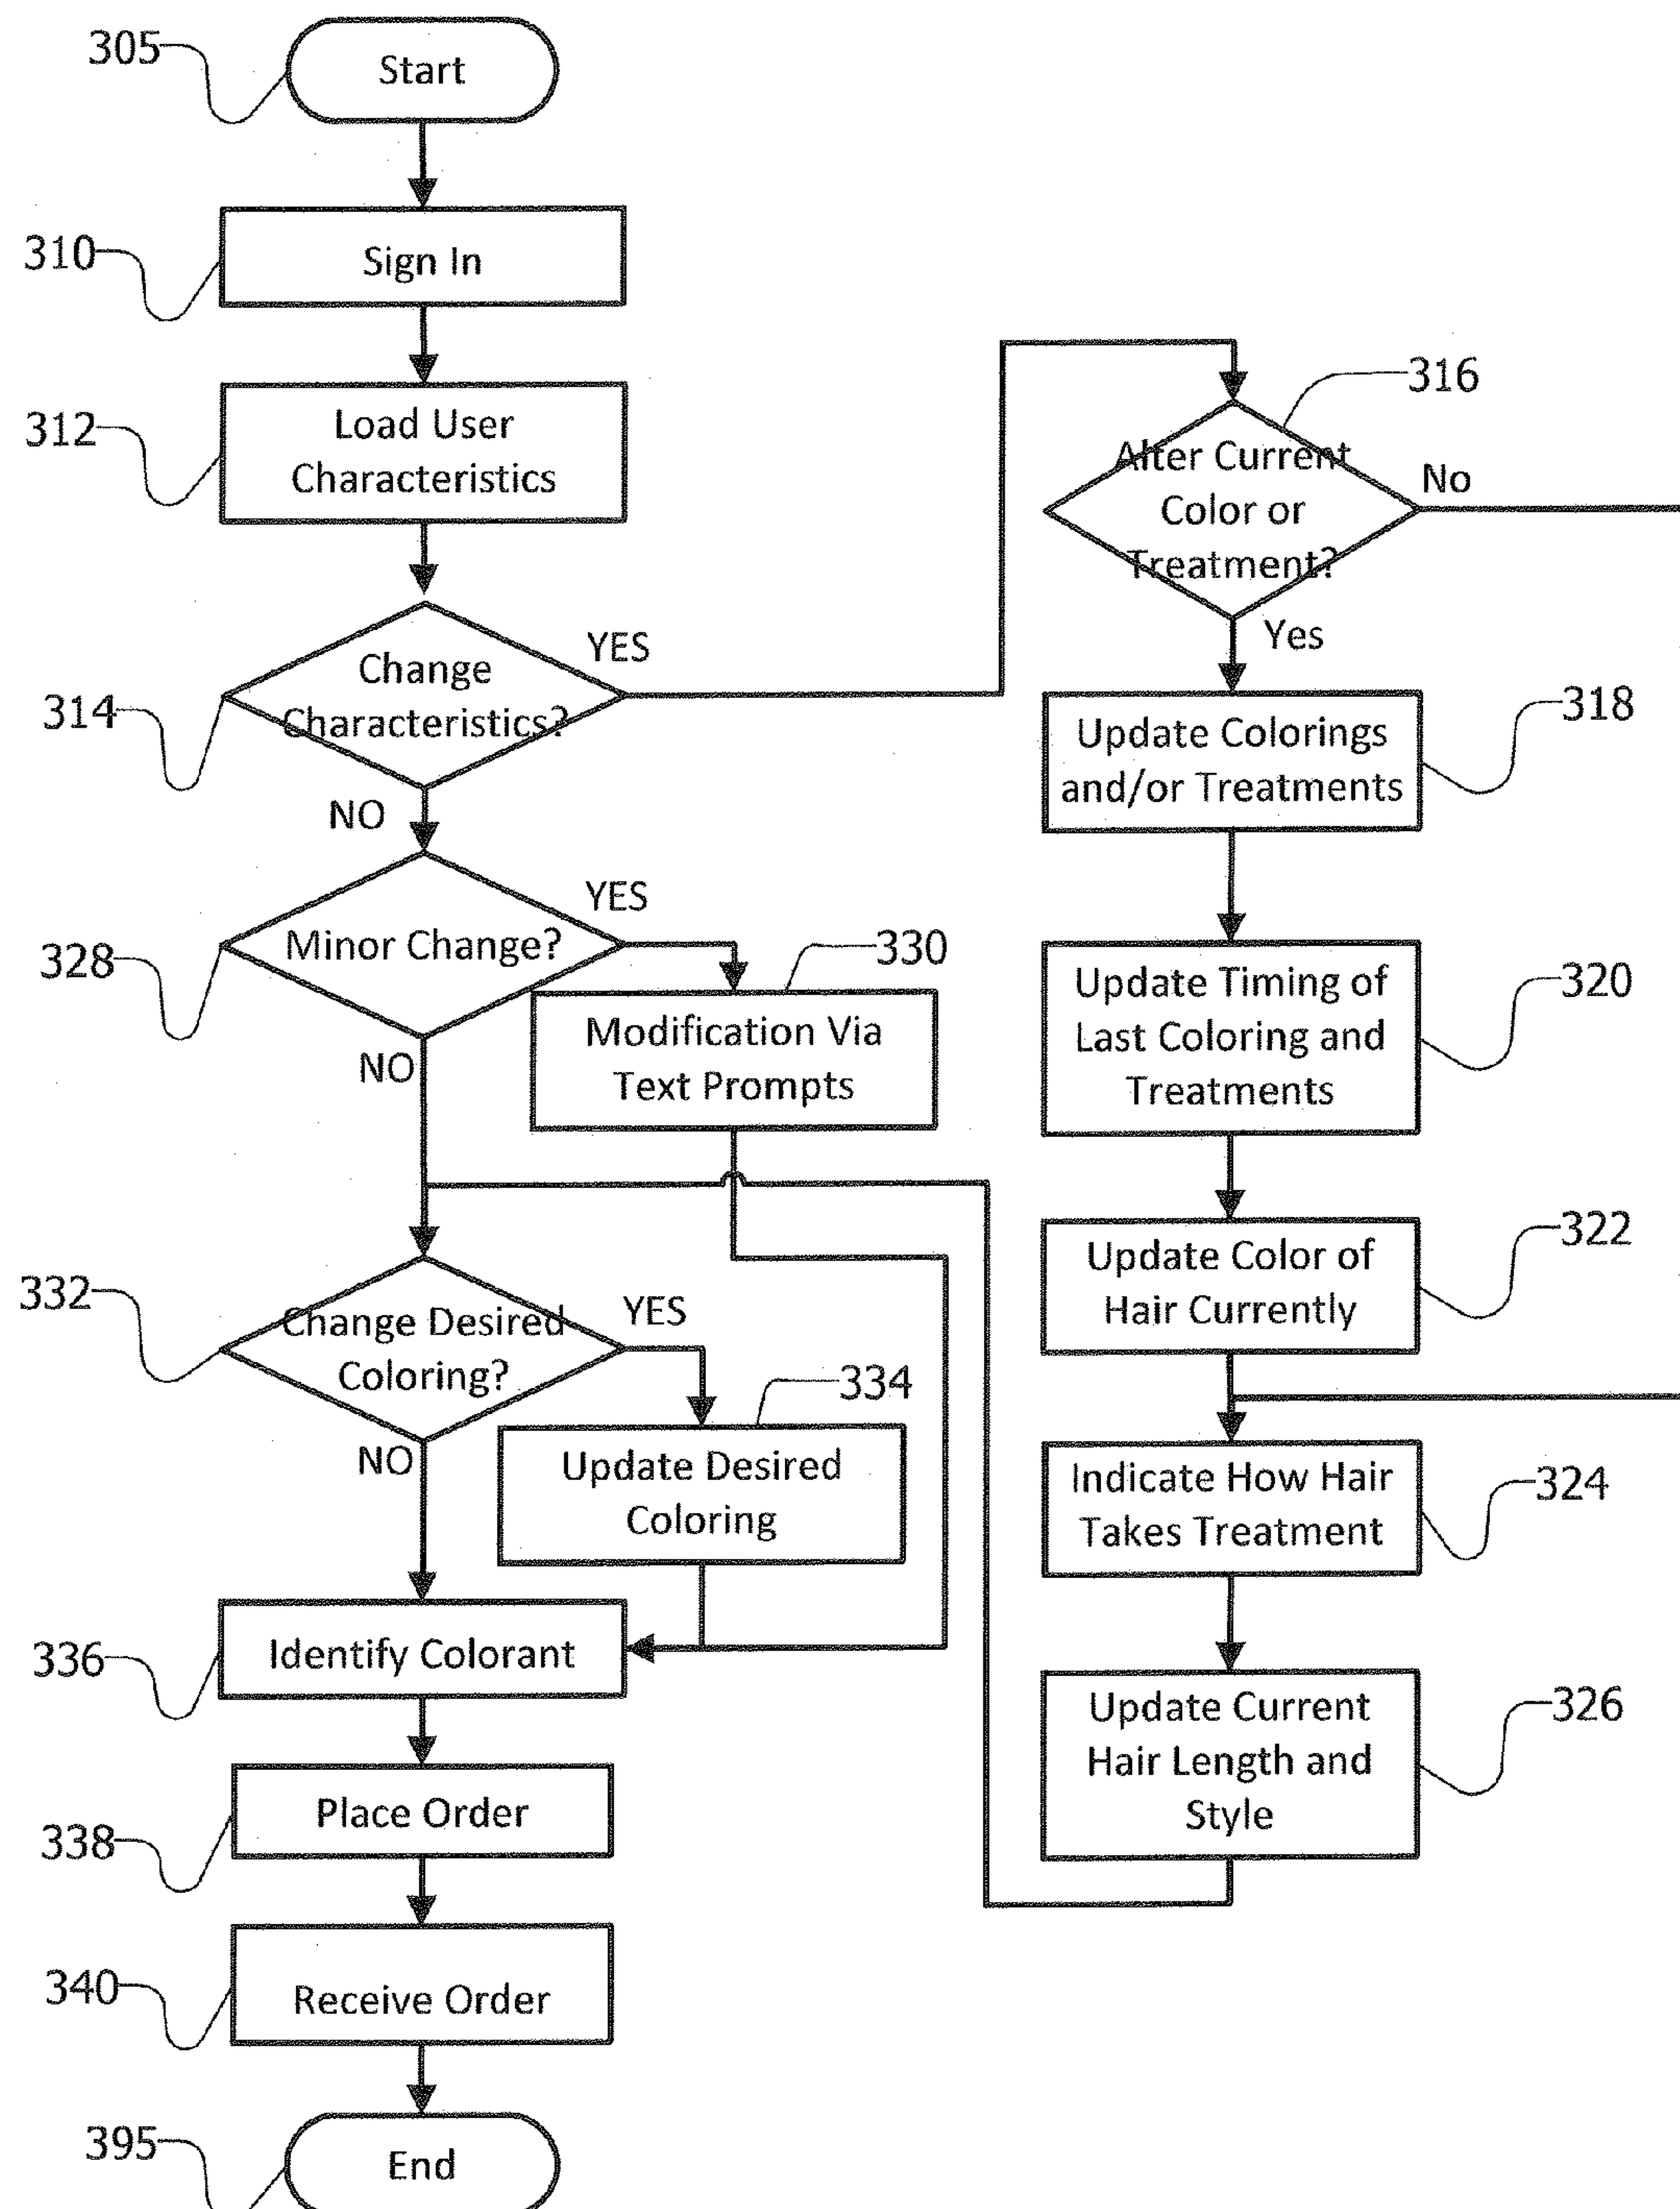 305
Start
310
Sign In
312
Load User
Characteristics
314
Change
Characteristics?
YES
NO
328
Minor Change?
YES
NO
330
Modification Via
Text Prompts
332
Change Desired
Coloring?
YES
NO
334
Update Desired
Coloring
336
Identify Colorant
338
Place Order
340
Receive Order
395
End
316
Alter Current
Color or
Treatment?
No
Yes
318
Update Colorings
and/or Treatments
320
Update Timing of
Last Coloring and
Treatments
322
Update Color of
Hair Currently
324
Indicate How Hair
Takes Treatment
326
Update Current
Hair Length and
Style